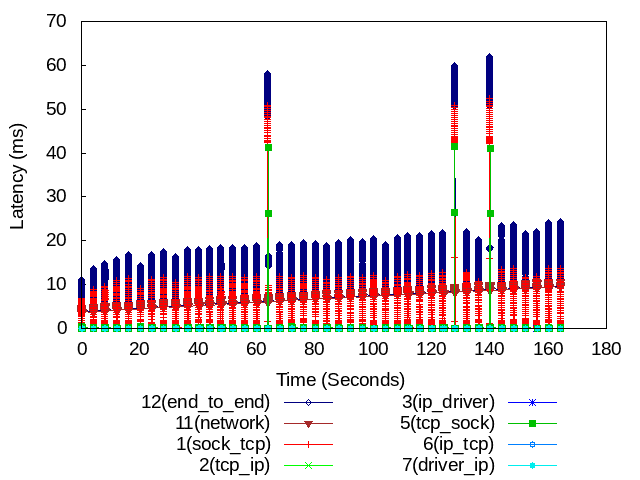 70
60
50
40
30
20
10
0
Latency (ms)
0 20 40 60 80 100 120 140 160 180
Time (Seconds)
12(end_to_end) 3(ip_driver)
11(network) 5(tcp_sock)
1(sock_tcp) 6(ip_tcp)
2(tcp_ip) 7(driver_ip)